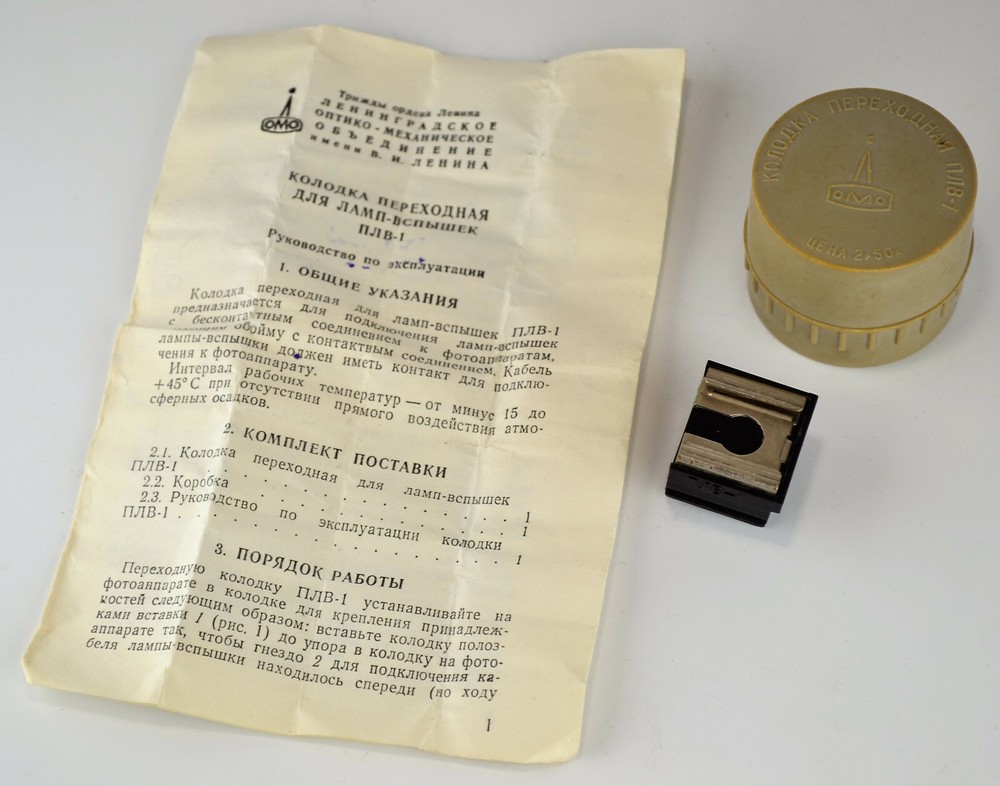 ЛОМО
Трижды ордена Ленина
ЛЕНИНГРАДСКОЕ
ОПТИКО-МЕХАНИЧЕСКОЕ
ОБЪЕДИНЕНИЕ
имени В. И. ЛЕНИНА
КОЛОДКА ПЕРЕХОДНАЯ
ДЛЯ ЛАМП-ВСПЫШЕК
ПЛВ-1
Руководство по эксплуатации
1. ОБЩИЕ УКАЗАНИЯ
Колодка переходная для ламп-вспышек ПЛВ-1
предназначается для подключения ламп-вспышек
с бесконтактным соединением к фотоаппаратам,
обойму с контактным соединением. Кабель
лампы-вспышки должен иметь контакт для подклю-
чения к фотоаппарату.
Интервал рабочих температур — от минус 15 до
+45°С при отсутствии прямого воздействия атмо-
сферных осадков.
2. КОМПЛЕКТ ПОСТАВКИ
2.1. Колодка переходная для ламп-вспышек
ПЛВ-1 . . . . . . . . . . . . 1
2.2. Коробка . . . . . . . . . . 1
2.3. Руководство по эксплуатации колодки
ПЛВ-1 . . . . . . . . . . . . 1
3. ПОРЯДОК РАБОТЫ
Переходную колодку ПЛВ-1 устанавливайте на
фотоаппарате в колодке для крепления принадлеж-
ностей следующим образом: вставьте колодку полоз-
ками вставки 1 (рис. 1) до упора в колодку на фото-
аппарате так, чтобы гнездо 2 для подключения ка-
беля лампы-вспышки находилось спереди (по ходу
1
КОЛОДКА ПЕРЕХОДНАЯ ПЛВ-1
ЛОМО
ЦЕНА 2р50к